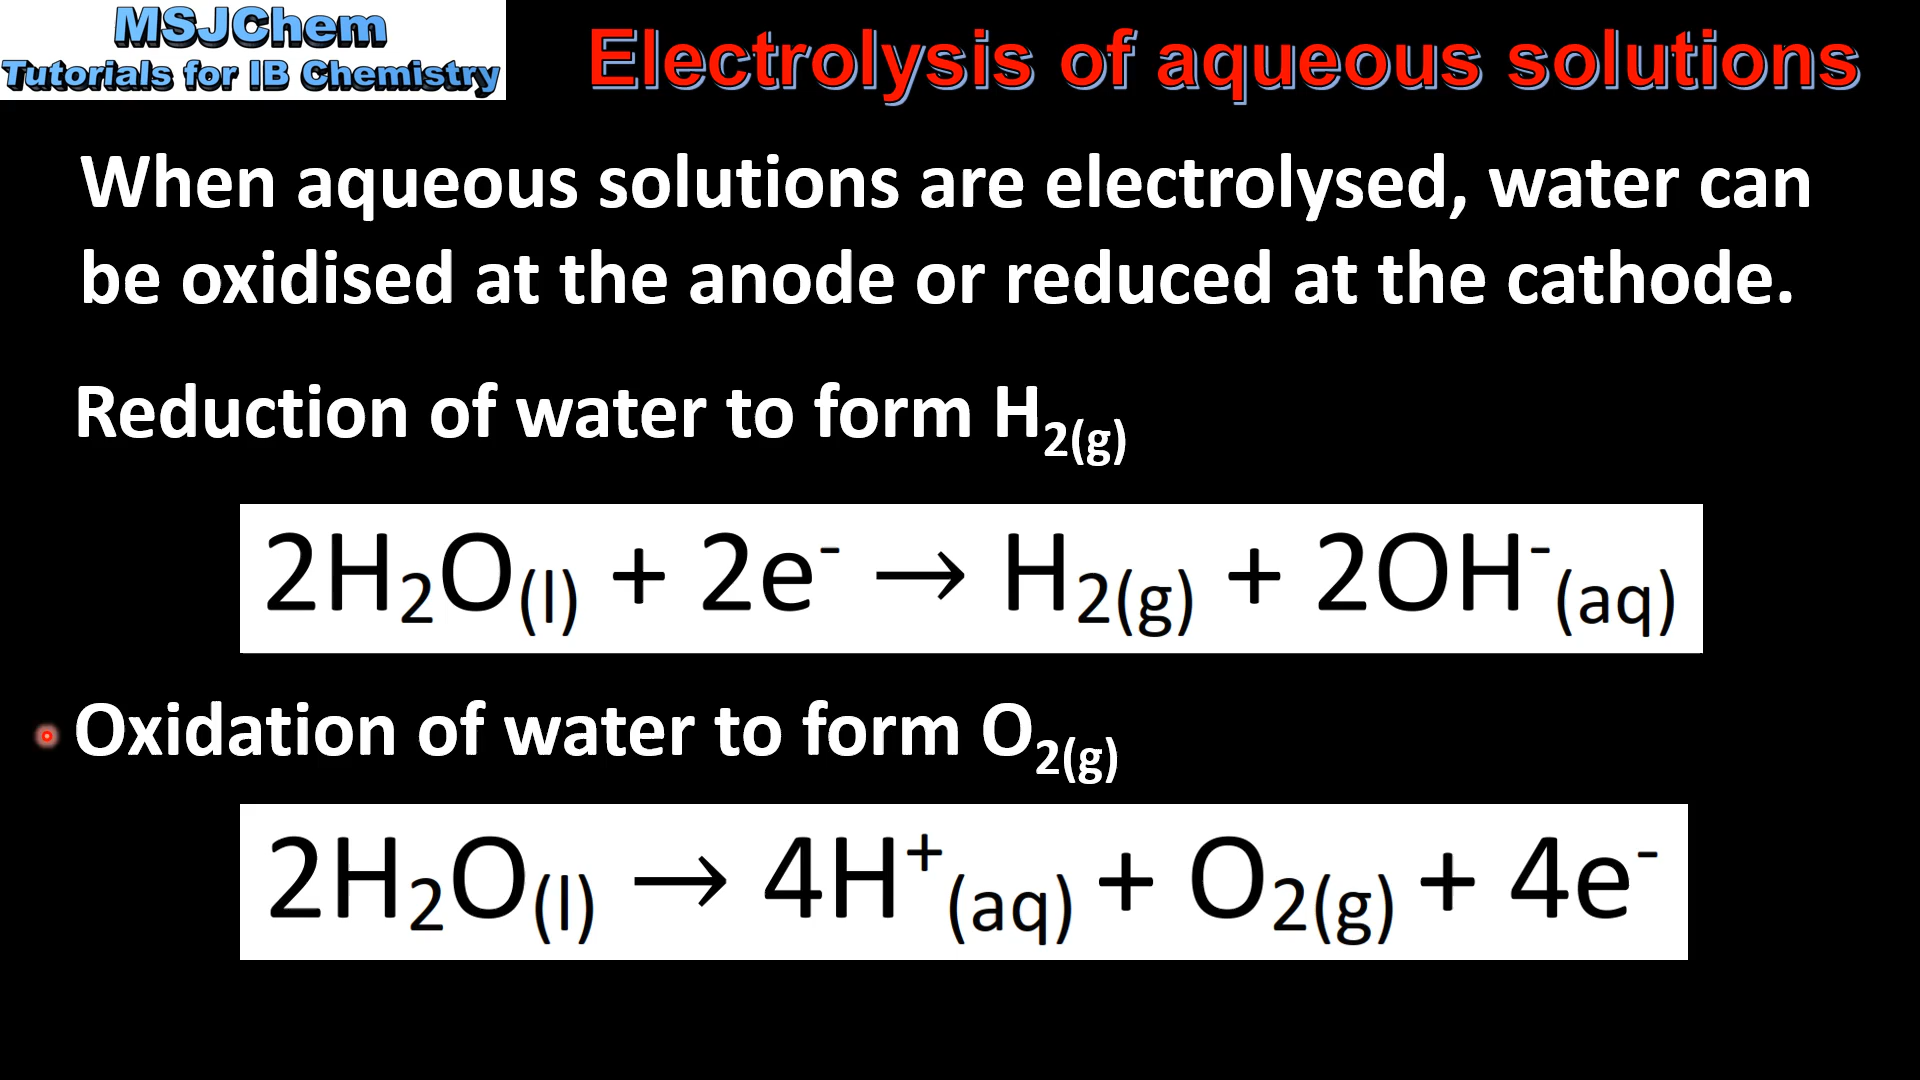 MSJChem
Tutorials for IB Chemistry
Electrolysis of aqueous solutions
When aqueous solutions are electrolysed, water can
be oxidised at the anode or reduced at the cathode.
Reduction of water to form H₂₍g₎
2H₂O₍l₎ + 2e⁻ → H₂₍g₎ + 2OH⁻₍aq₎
Oxidation of water to form O₂₍g₎
2H₂O₍l₎ → 4H⁺₍aq₎ + O₂₍g₎ + 4e⁻